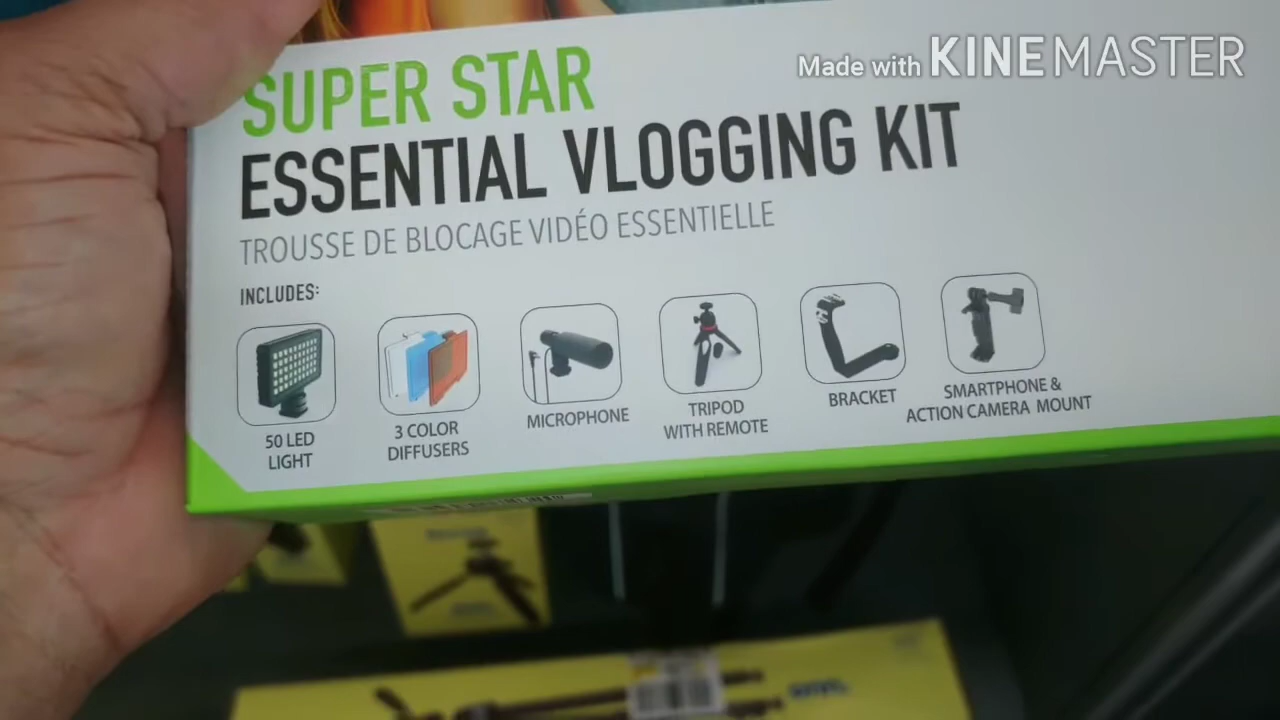 Made with KINEMASTER
SUPER STAR
ESSENTIAL VLOGGING KIT
TROUSSE DE BLOCAGE VIDÉO ESSENTIELLE
INCLUDES:
50 LED
LIGHT
3 COLOR
DIFFUSERS
MICROPHONE
TRIPOD
WITH REMOTE
BRACKET
SMARTPHONE &
ACTION CAMERA MOUNT